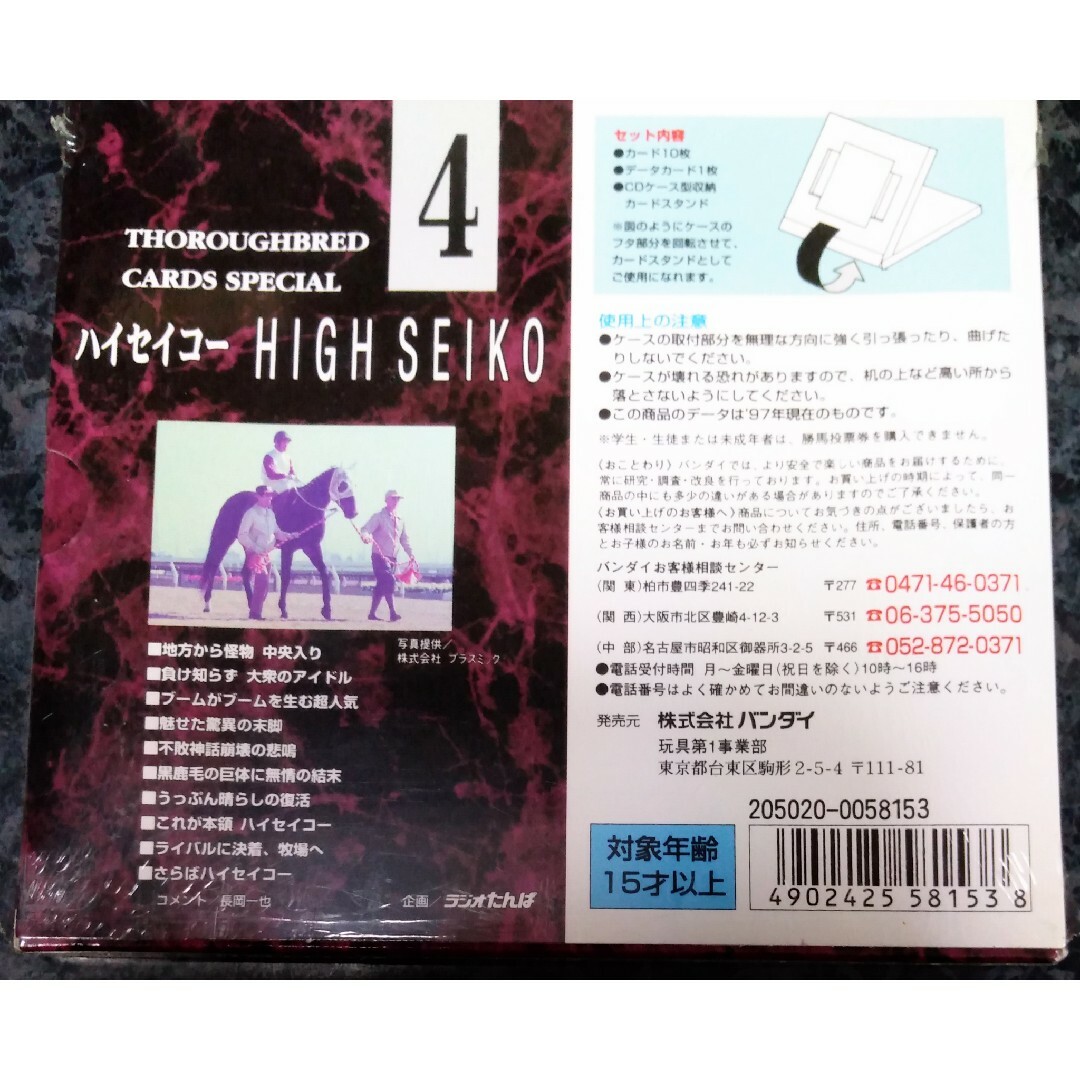 4
THOROUGHBRED
CARDS SPECIAL
ハイセイコー HIGH SEIKO
写真提供/
株式会社 プラスミック
■地方から怪物 中央入り
■負け知らず 大衆のアイドル
■ブームがブームを生む超人気
■魅せた驚異の末脚
■不敗神話崩壊の悲鳴
■黒鹿毛の巨体に無情の結末
■うっぷん晴らしの復活
■これが本領 ハイセイコー
■ライバルに決着、牧場へ
■さらばハイセイコー
コメント 長岡一也
企画/ラジオたんぱ
セット内容
●カード10枚
●データカード1枚
●CDケース型収納
カードスタンド
※図のようにケースの
フタ部分を回転させて、
カードスタンドとして
ご使用になれます。
使用上の注意
●ケースの取付部分を無理な方向に強く引っ張ったり、曲げた
りしないでください。
●ケースが壊れる恐れがありますので、机の上など高い所から
落とさないようにしてください。
●この商品のデータは'97年現在のものです。
※学生・生徒または未成年者は、勝馬投票券を購入できません。
〈おことわり〉バンダイでは、より安全で楽しい商品をお届けするために、
常に研究・調査・改良を行っております。お買い上げの時期によって、同一
商品の中にも多少の違いがある場合がありますのでご了承ください。
〈お買い上げのお客様へ〉商品についてお気づきの点がございましたら、お
客様相談センターまでお問い合わせください。住所、電話番号、保護者の方
とお子様のお名前・お年も必ずお知らせください。
バンダイお客様相談センター
(関 東)柏市豊四季241-22 〒277 ☎0471-46-0371
(関 西)大阪市北区豊崎4-12-3 〒531 ☎06-375-5050
(中 部)名古屋市昭和区御器所3-2-5 〒466 ☎052-872-0371
●電話受付時間 月〜金曜日(祝日を除く)10時〜16時
●電話番号はよく確かめてお間違いのないようご注意ください。
発売元 株式会社 バンダイ
玩具第1事業部
東京都台東区駒形2-5-4 〒111-81
205020-0058153
対象年齢
15才以上
4902425 581538